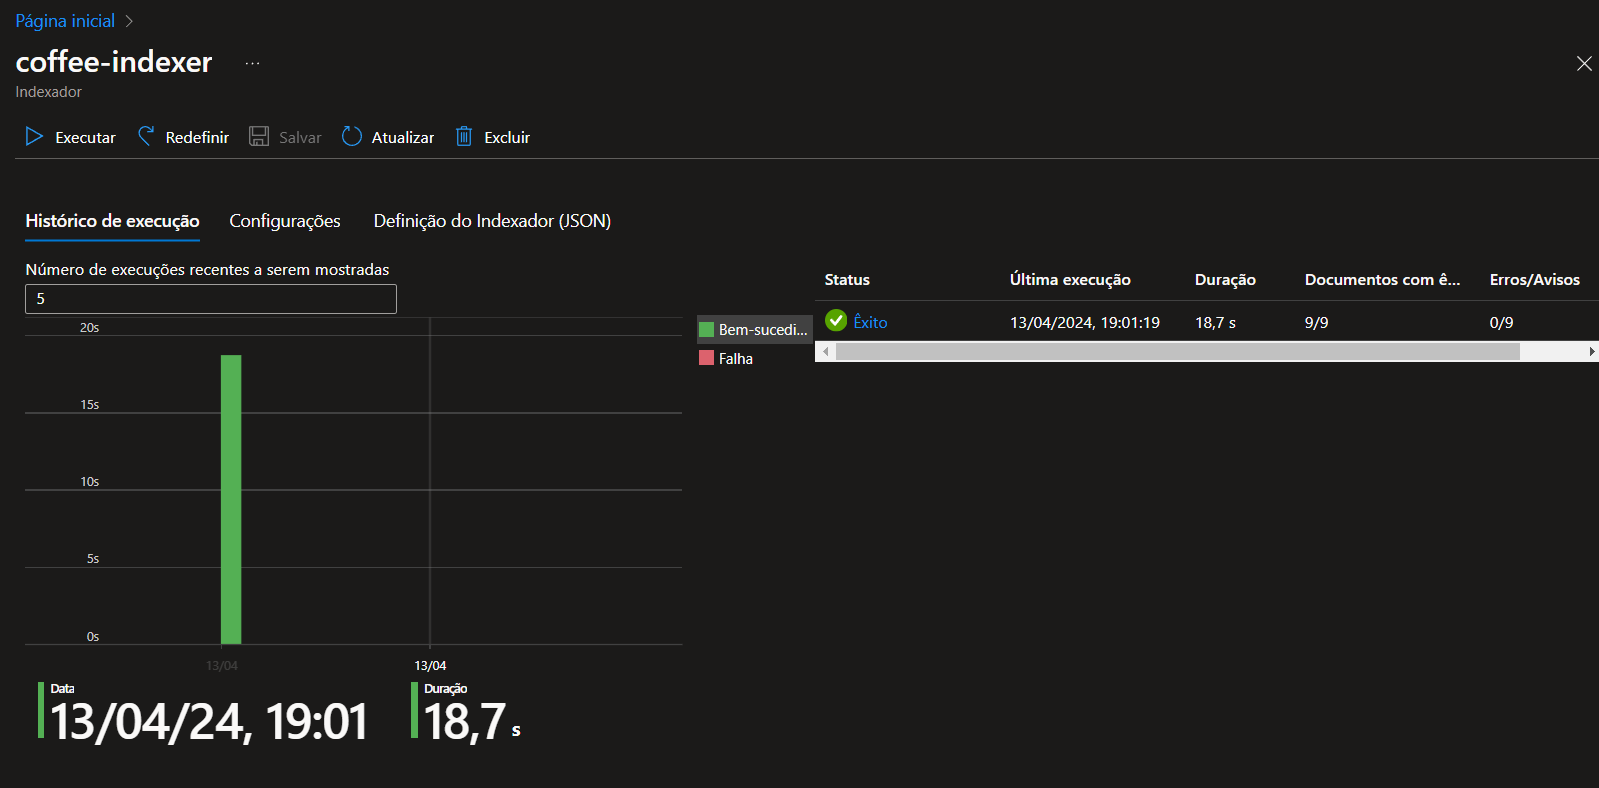 Página inicial
coffee-indexer ...
Indexador
Executar Redefinir Salvar Atualizar Excluir
Histórico de execução Configurações Definição do Indexador (JSON)
Número de execuções recentes a serem mostradas
5
20s
15s
10s
5s
0s
13/04 13/04
Data
13/04/24, 19:01
Duração
18,7 s
Bem-sucedi...
Falha
Status Última execução Duração Documentos com ê... Erros/Avisos
Êxito 13/04/2024, 19:01:19 18,7 s 9/9 0/9